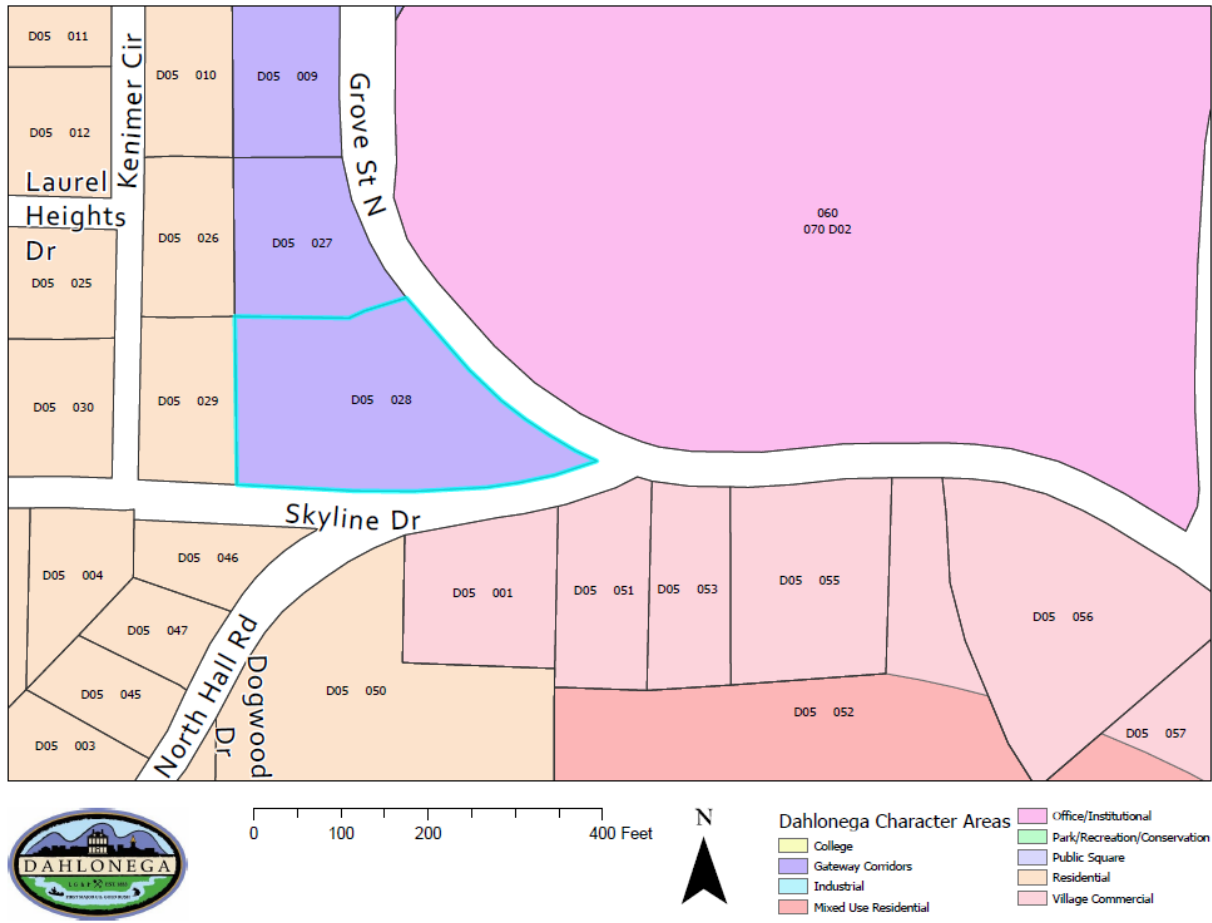 D05 011
D05 010
D05 009
Kenimer Cir
Grove St N
D05 012
Laurel
Heights
Dr
D05 026
D05 027
060
070 D02
D05 025
D05 030
D05 029
D05 028
Skyline Dr
D05 004
D05 046
D05 047
D05 045
D05 003
North Hall Rd
Dogwood
Dr
D05 050
D05 001
D05 051
D05 053
D05 055
D05 056
D05 052
D05 057
DAHLONEGA
0 100 200 400 Feet
N
Dahlonega Character Areas
College
Gateway Corridors
Industrial
Mixed Use Residential
Office/Institutional
Park/Recreation/Conservation
Public Square
Residential
Village Commercial